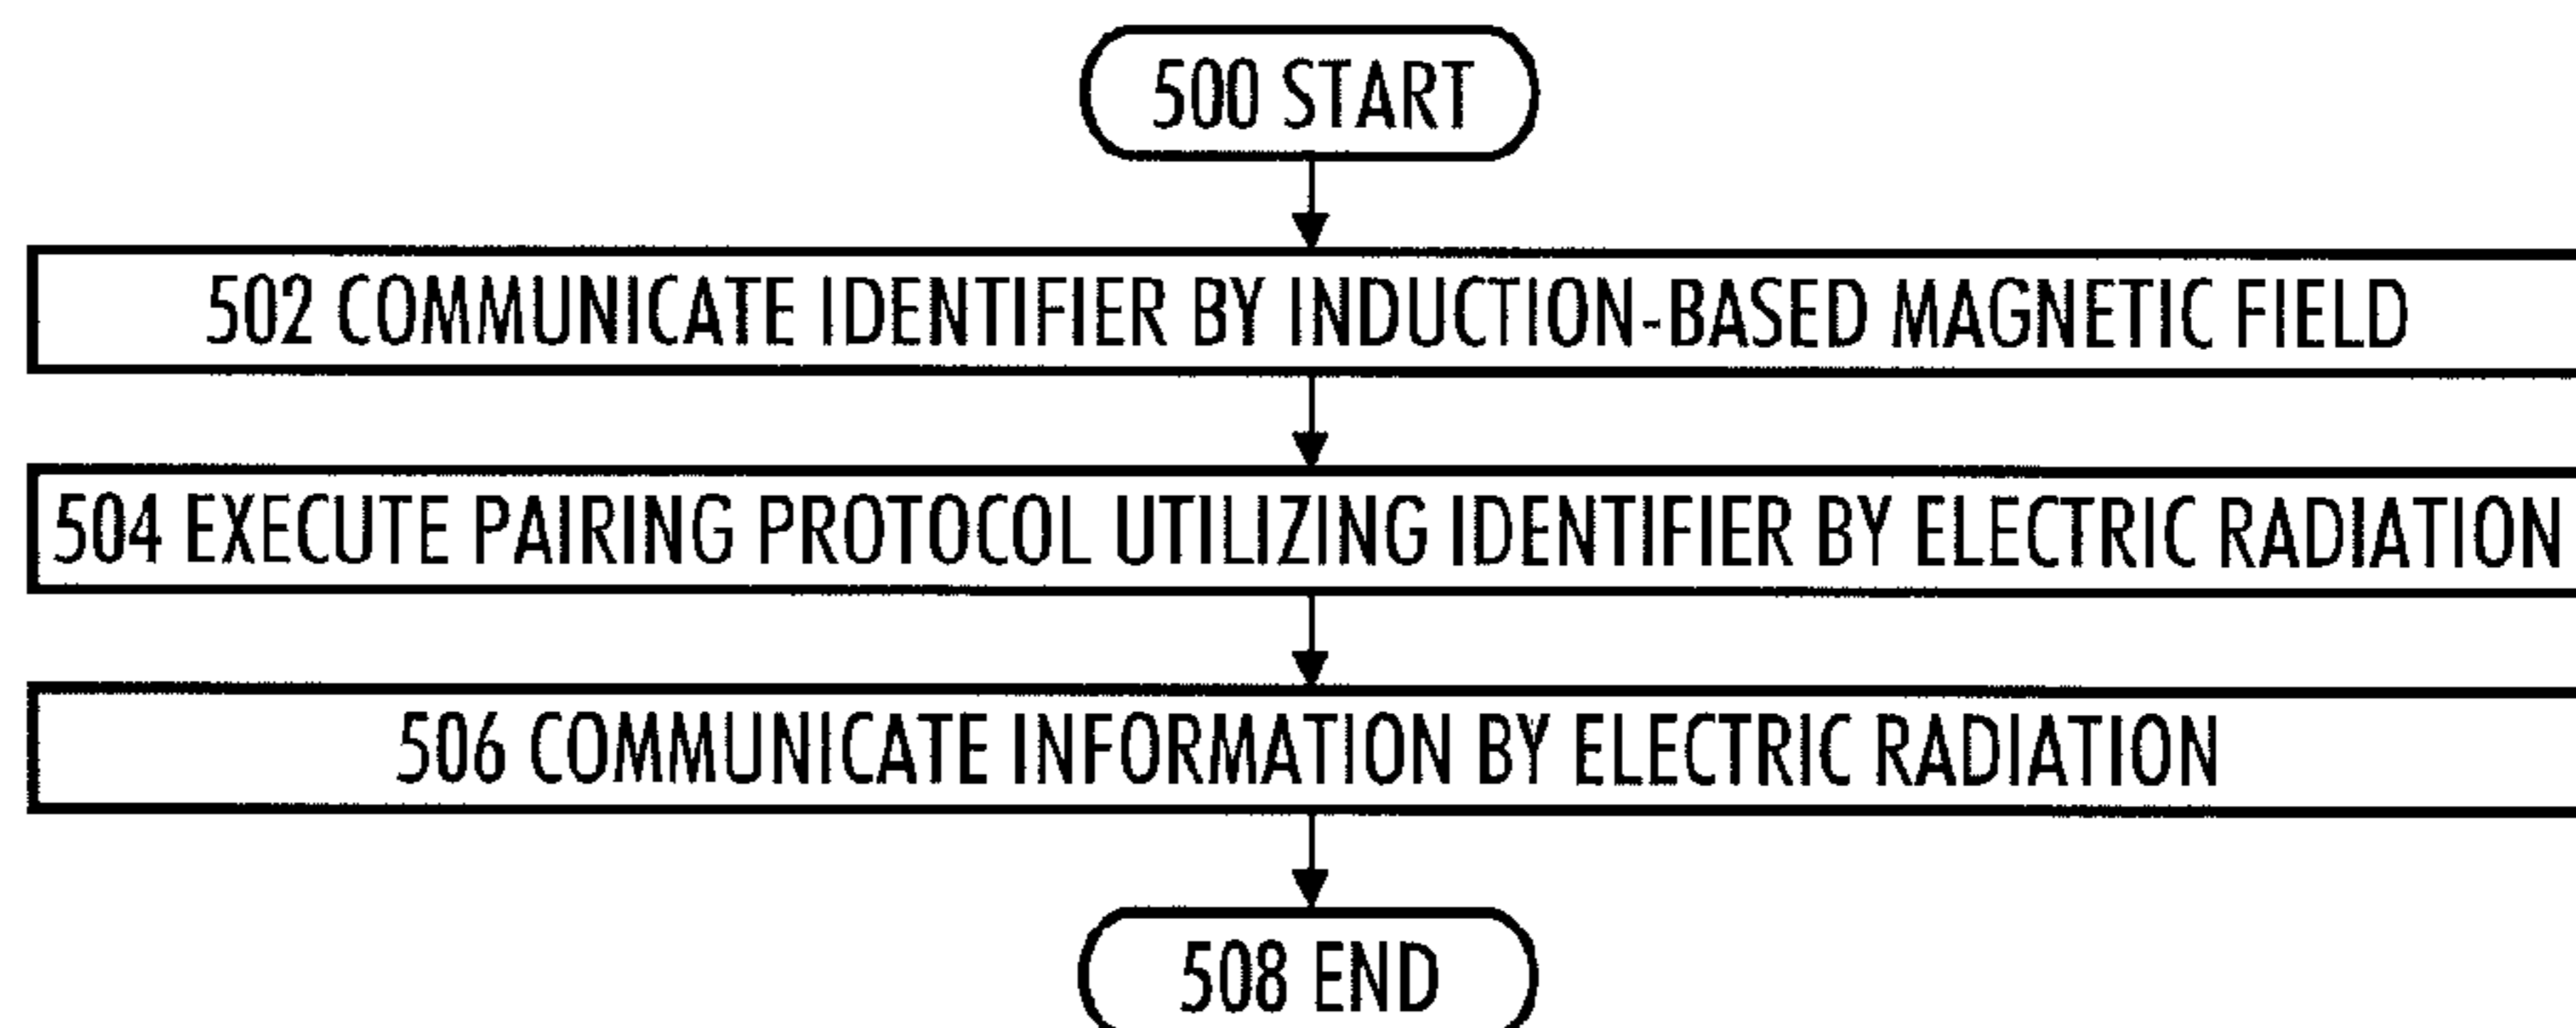 500 START
502 COMMUNICATE IDENTIFIER BY INDUCTION-BASED MAGNETIC FIELD
504 EXECUTE PAIRING PROTOCOL UTILIZING IDENTIFIER BY ELECTRIC RADIATION
506 COMMUNICATE INFORMATION BY ELECTRIC RADIATION
508 END